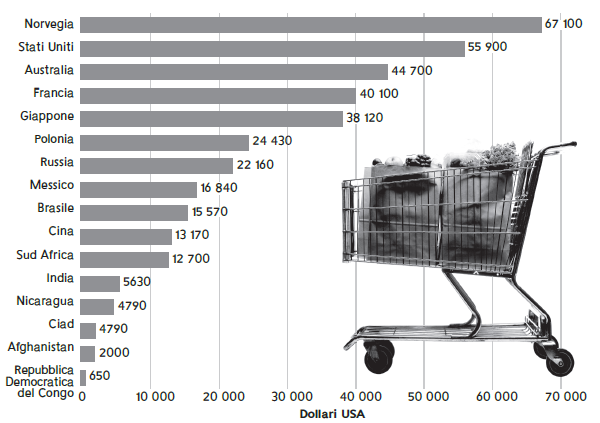 Norvegia 67 100
Stati Uniti 55 900
Australia 44 700
Francia 40 100
Giappone 38 120
Polonia 24 430
Russia 22 160
Messico 16 840
Brasile 15 570
Cina 13 170
Sud Africa 12 700
India 5630
Nicaragua 4790
Ciad 4790
Afghanistan 2000
Repubblica
Democratica
del Congo 650
0 10 000 20 000 30 000 40 000 50 000 60 000 70 000
Dollari USA